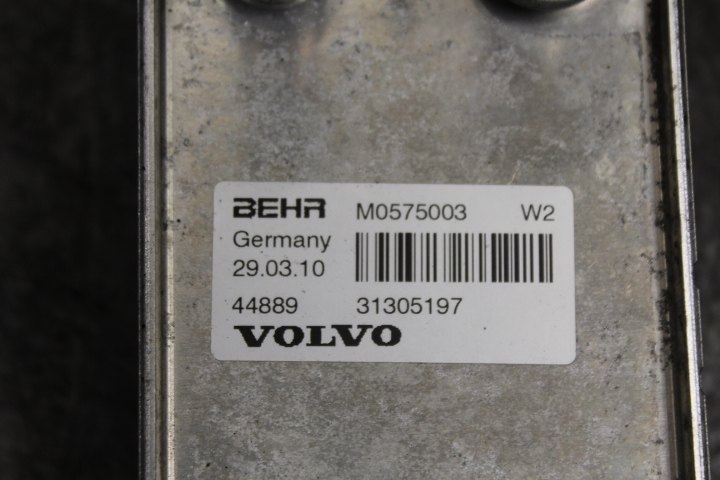 BEHR M0575003 W2
Germany
29.03.10
44889 31305197
VOLVO